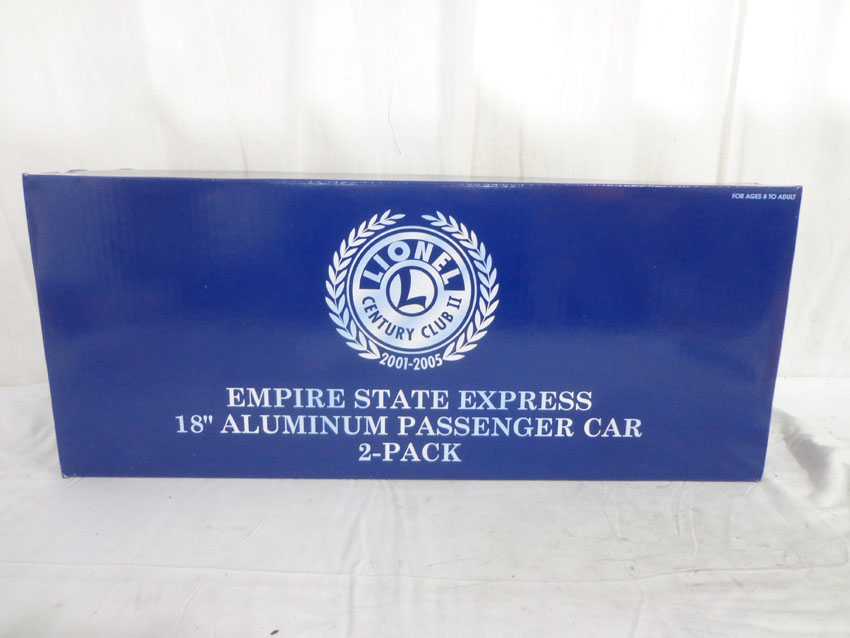 FOR AGES 8 TO ADULT
LIONEL
L
CENTURY CLUB II
2001-2005
EMPIRE STATE EXPRESS
18" ALUMINUM PASSENGER CAR
2-PACK